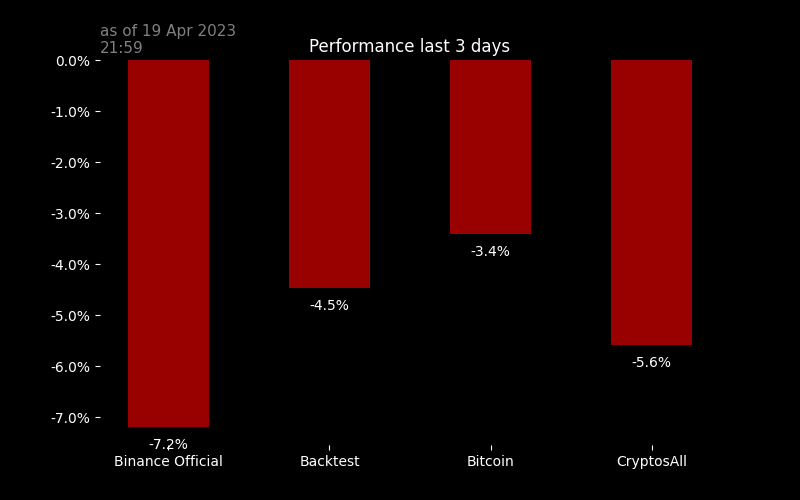 as of 19 Apr 2023
21:59
Performance last 3 days
0.0%
-1.0%
-2.0%
-3.0%
-4.0%
-5.0%
-6.0%
-7.0%
-7.2%
-4.5%
-3.4%
-5.6%
Binance Official
Backtest
Bitcoin
CryptosAll